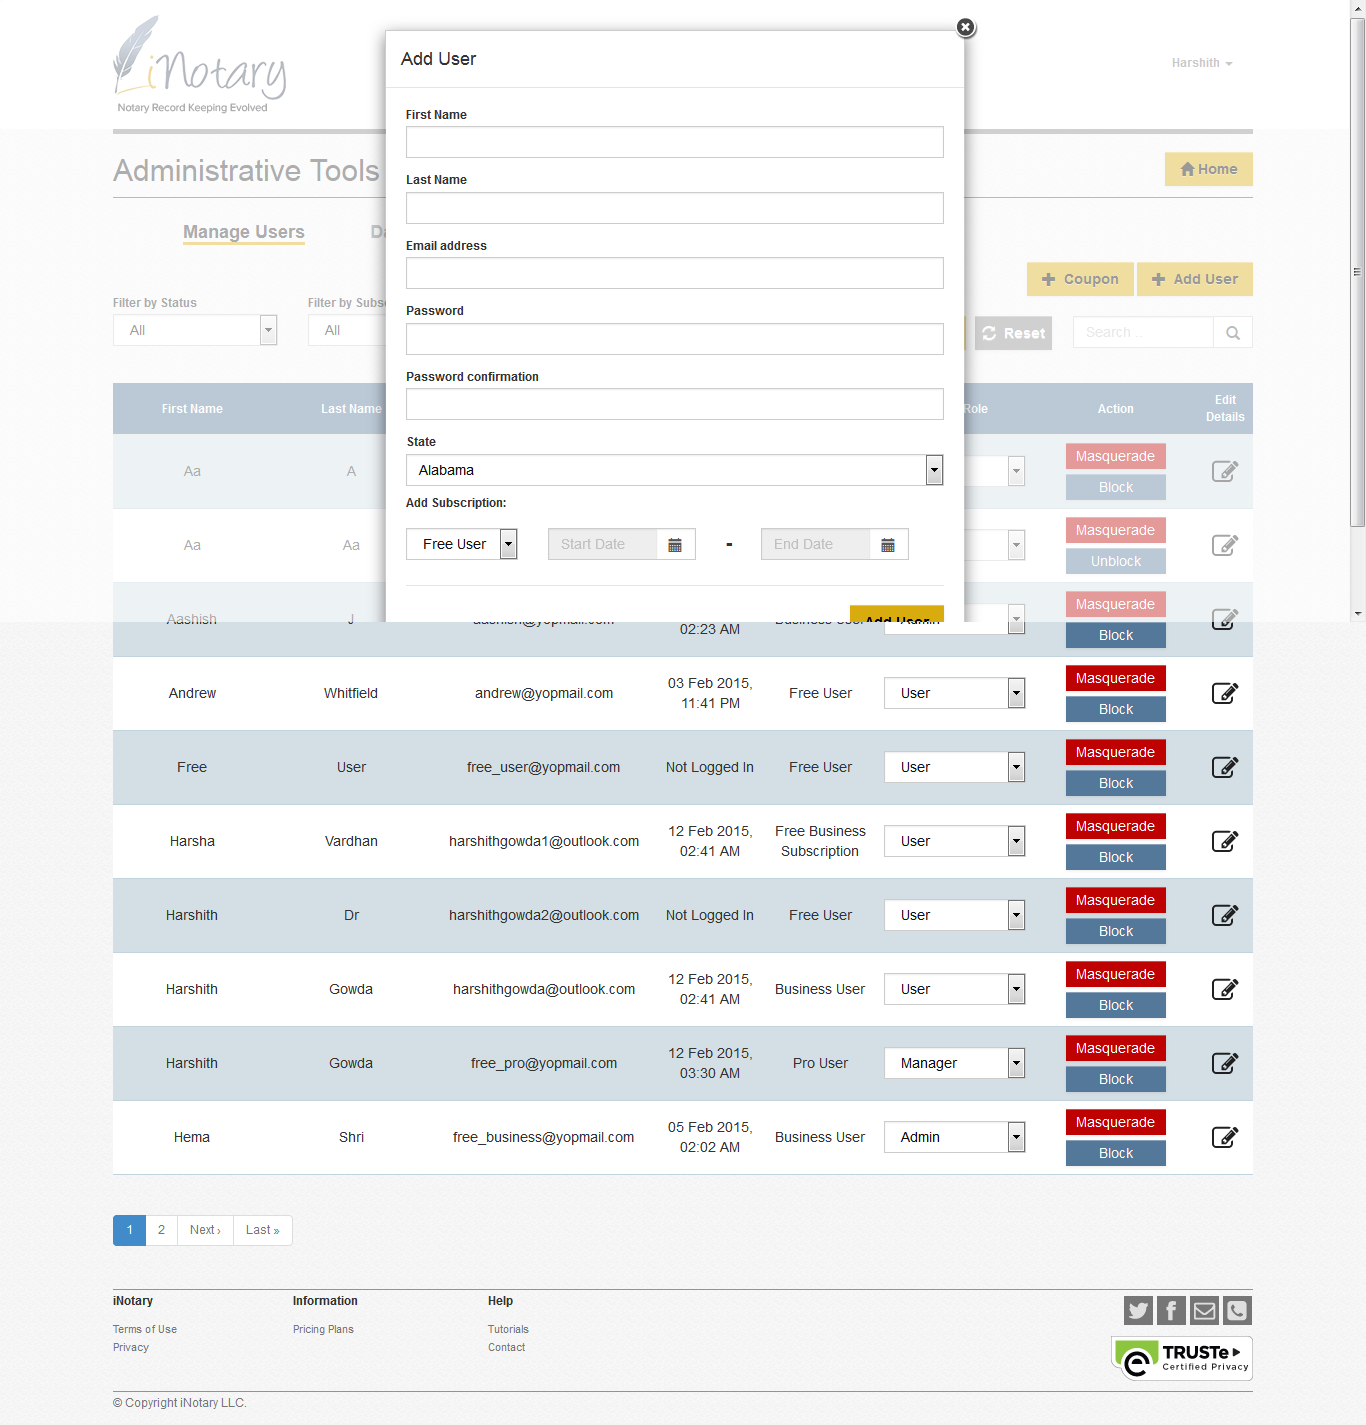 iNotary
Notary Record Keeping Evolved
Harshith
Add User
First Name
Last Name
Email address
Password
Password confirmation
State
Alabama
Add Subscription:
Free User
Start Date
-
End Date
Add User
Administrative Tools
Home
Manage Users
Da
+ Coupon
+ Add User
Filter by Status
Filter by Subs
All
All
Reset
Search ..
First Name
Last Name
Role
Action
Edit
Details
Aa
A
Masquerade
Block
Aa
Aa
Masquerade
Unblock
Aashish
J
aashish@yopmail.com
02:23 AM
Business User
Admin
Masquerade
Block
Andrew
Whitfield
andrew@yopmail.com
03 Feb 2015,
11:41 PM
Free User
User
Masquerade
Block
Free
User
free_user@yopmail.com
Not Logged In
Free User
User
Masquerade
Block
Harsha
Vardhan
harshithgowda1@outlook.com
12 Feb 2015,
02:41 AM
Free Business
Subscription
User
Masquerade
Block
Harshith
Dr
harshithgowda2@outlook.com
Not Logged In
Free User
User
Masquerade
Block
Harshith
Gowda
harshithgowda@outlook.com
12 Feb 2015,
02:41 AM
Business User
User
Masquerade
Block
Harshith
Gowda
free_pro@yopmail.com
12 Feb 2015,
03:30 AM
Pro User
Manager
Masquerade
Block
Hema
Shri
free_business@yopmail.com
05 Feb 2015,
02:02 AM
Business User
Admin
Masquerade
Block
1
2
Next ›
Last »
iNotary
Information
Help
Terms of Use
Pricing Plans
Tutorials
Privacy
Contact
TRUSTe
Certified Privacy
© Copyright iNotary LLC.